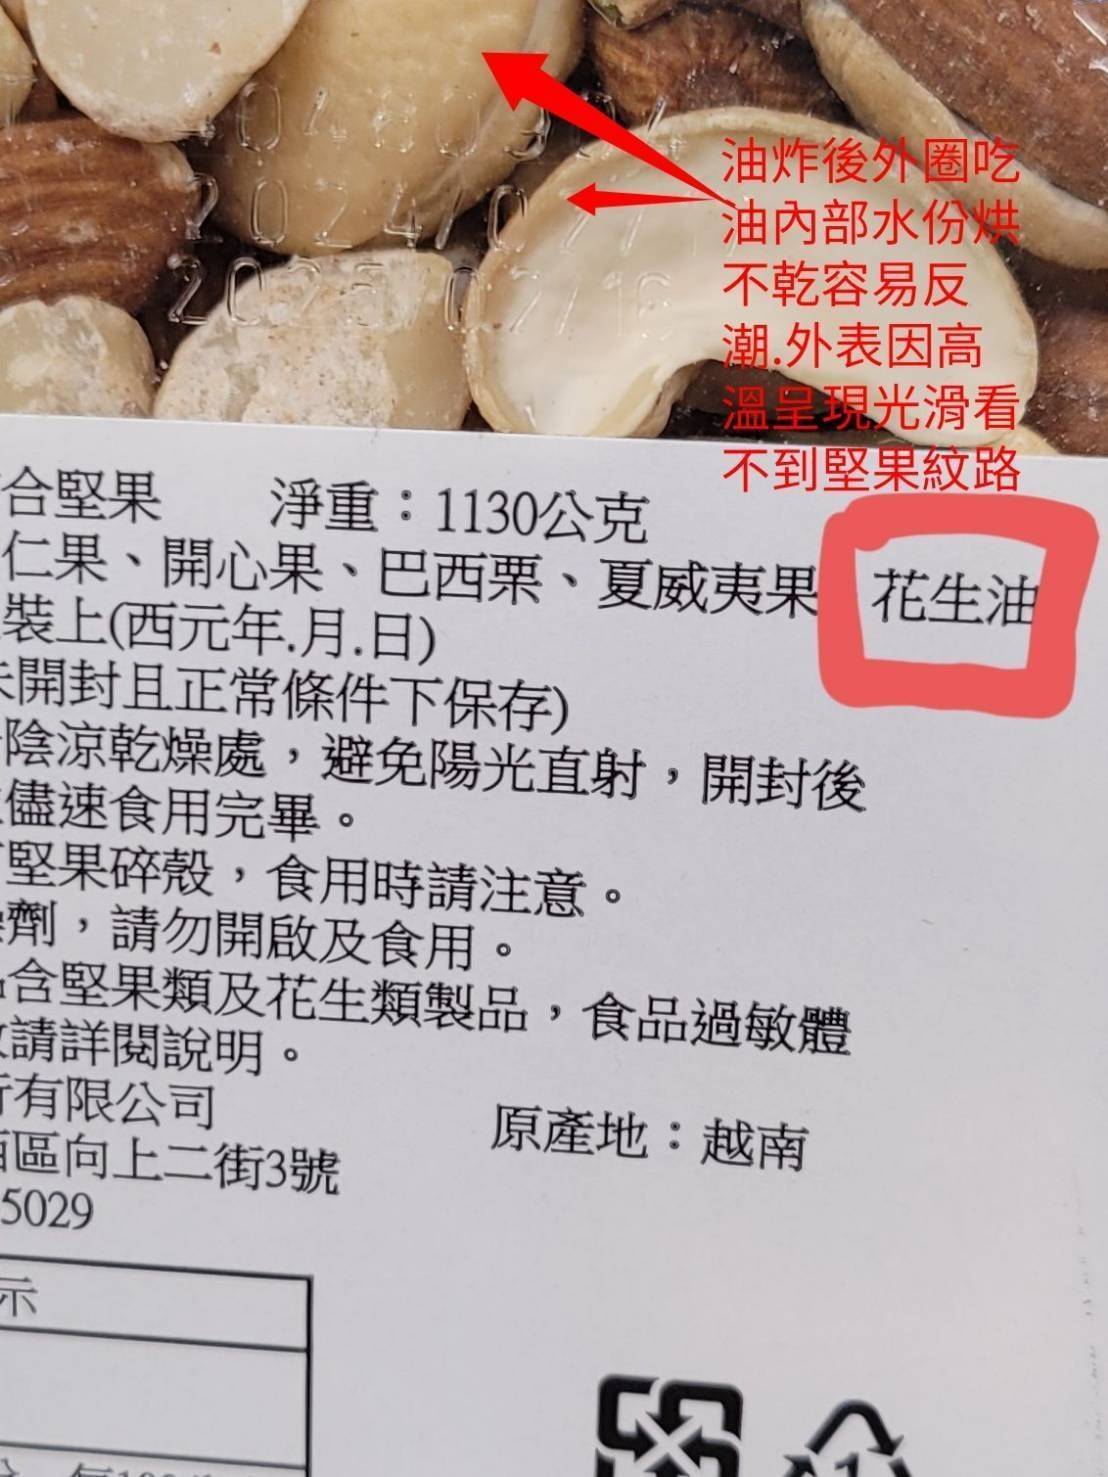 2024/07/17
2025/07/16
油炸後外圈吃
油內部水份烘
不乾容易反
潮.外表因高
溫呈現光滑看
不到堅果紋路
合堅果 淨重：1130公克
仁果、開心果、巴西栗、夏威夷果 花生油
裝上(西元年.月.日)
未開封且正常條件下保存)
陰涼乾燥處，避免陽光直射，開封後
儘速食用完畢。
堅果碎殼，食用時請注意。
劑，請勿開啟及食用。
含堅果類及花生類製品，食品過敏體
請詳閱說明。
行有限公司 原產地：越南
區向上二街3號
5029
示